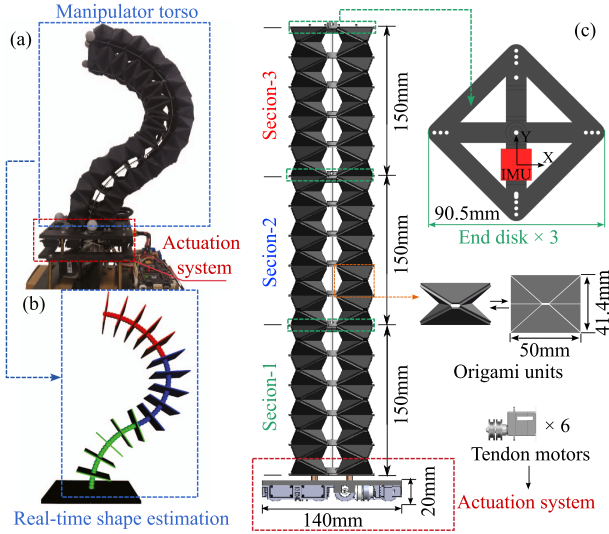 Manipulator torso
(a)
Actuation
system
(b)
Real-time shape estimation
Secion-3
Secion-2
Secion-1
150mm
150mm
150mm
20mm
140mm
(c)
Y
X
IMU
90.5mm
End disk × 3
41.4mm
50mm
Origami units
× 6
Tendon motors
Actuation system